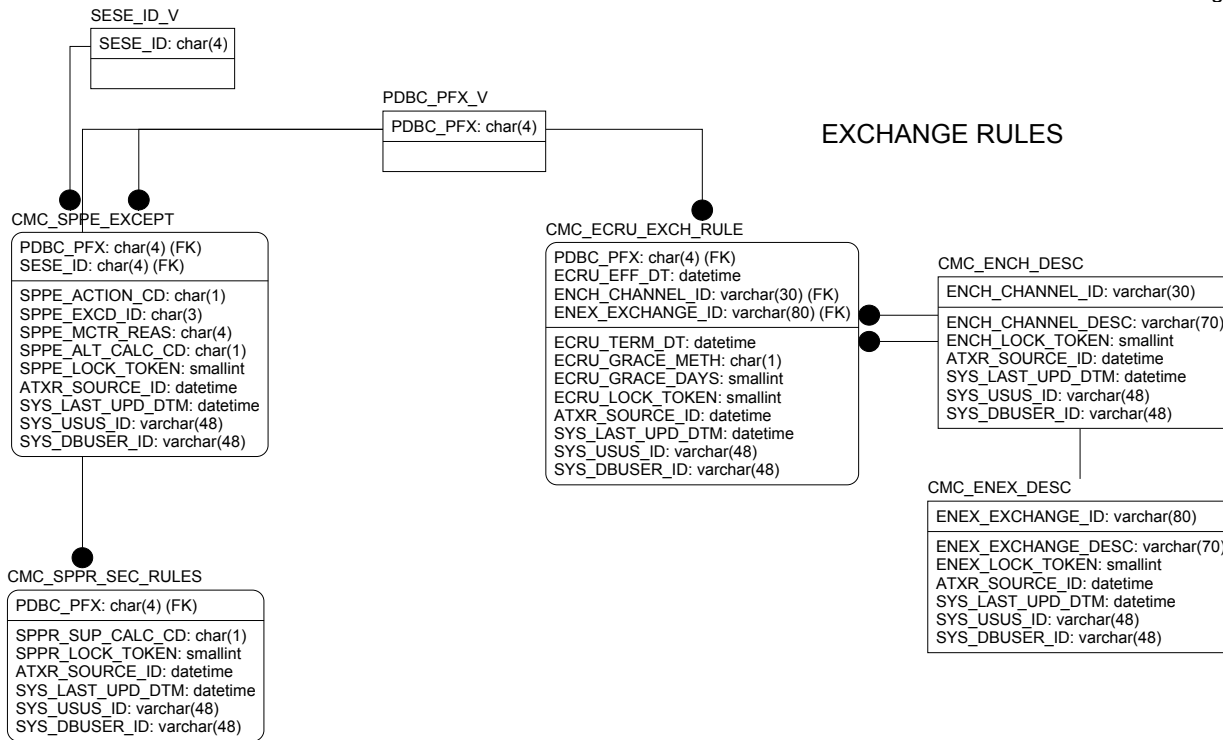 SESE_ID_V
SESE_ID: char(4)
PDBC_PFX_V
PDBC_PFX: char(4)
EXCHANGE RULES
CMC_SPPE_EXCEPT
PDBC_PFX: char(4) (FK)
SESE_ID: char(4) (FK)
SPPE_ACTION_CD: char(1)
SPPE_EXCD_ID: char(3)
SPPE_MCTR_REAS: char(4)
SPPE_ALT_CALC_CD: char(1)
SPPE_LOCK_TOKEN: smallint
ATXR_SOURCE_ID: datetime
SYS_LAST_UPD_DTM: datetime
SYS_USUS_ID: varchar(48)
SYS_DBUSER_ID: varchar(48)
CMC_ECRU_EXCH_RULE
PDBC_PFX: char(4) (FK)
ECRU_EFF_DT: datetime
ENCH_CHANNEL_ID: varchar(30) (FK)
ENEX_EXCHANGE_ID: varchar(80) (FK)
ECRU_TERM_DT: datetime
ECRU_GRACE_METH: char(1)
ECRU_GRACE_DAYS: smallint
ECRU_LOCK_TOKEN: smallint
ATXR_SOURCE_ID: datetime
SYS_LAST_UPD_DTM: datetime
SYS_USUS_ID: varchar(48)
SYS_DBUSER_ID: varchar(48)
CMC_ENCH_DESC
ENCH_CHANNEL_ID: varchar(30)
ENCH_CHANNEL_DESC: varchar(70)
ENCH_LOCK_TOKEN: smallint
ATXR_SOURCE_ID: datetime
SYS_LAST_UPD_DTM: datetime
SYS_USUS_ID: varchar(48)
SYS_DBUSER_ID: varchar(48)
CMC_ENEX_DESC
ENEX_EXCHANGE_ID: varchar(80)
ENEX_EXCHANGE_DESC: varchar(70)
ENEX_LOCK_TOKEN: smallint
ATXR_SOURCE_ID: datetime
SYS_LAST_UPD_DTM: datetime
SYS_USUS_ID: varchar(48)
SYS_DBUSER_ID: varchar(48)
CMC_SPPR_SEC_RULES
PDBC_PFX: char(4) (FK)
SPPR_SUP_CALC_CD: char(1)
SPPR_LOCK_TOKEN: smallint
ATXR_SOURCE_ID: datetime
SYS_LAST_UPD_DTM: datetime
SYS_USUS_ID: varchar(48)
SYS_DBUSER_ID: varchar(48)